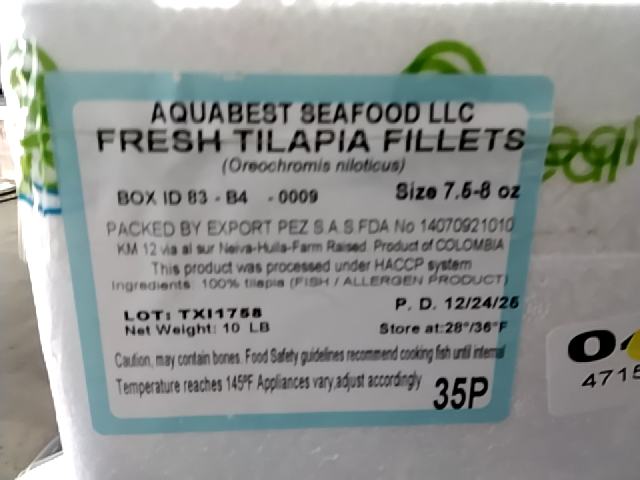 AQUABEST SEAFOOD LLC
FRESH TILAPIA FILLETS
(Oreochromis niloticus)
BOX ID 83 - B4 - 0009 Size 7.5-8 oz
PACKED BY EXPORT PEZ S.A.S FDA No 14070921010
KM 12 via al sur Neiva-Huila-Farm Raised. Product of COLOMBIA
This product was processed under HACCP system
Ingredients: 100% tilapia (FISH / ALLERGEN PRODUCT)
LOT: TXI1758 P. D. 12/24/25
Net Weight: 10 LB Store at:28°/36°F
Caution, may contain bones. Food Safety guidelines recommend cooking fish until internal
Temperature reaches 145ºF Appliances vary,adjust accordingly
35P
4715